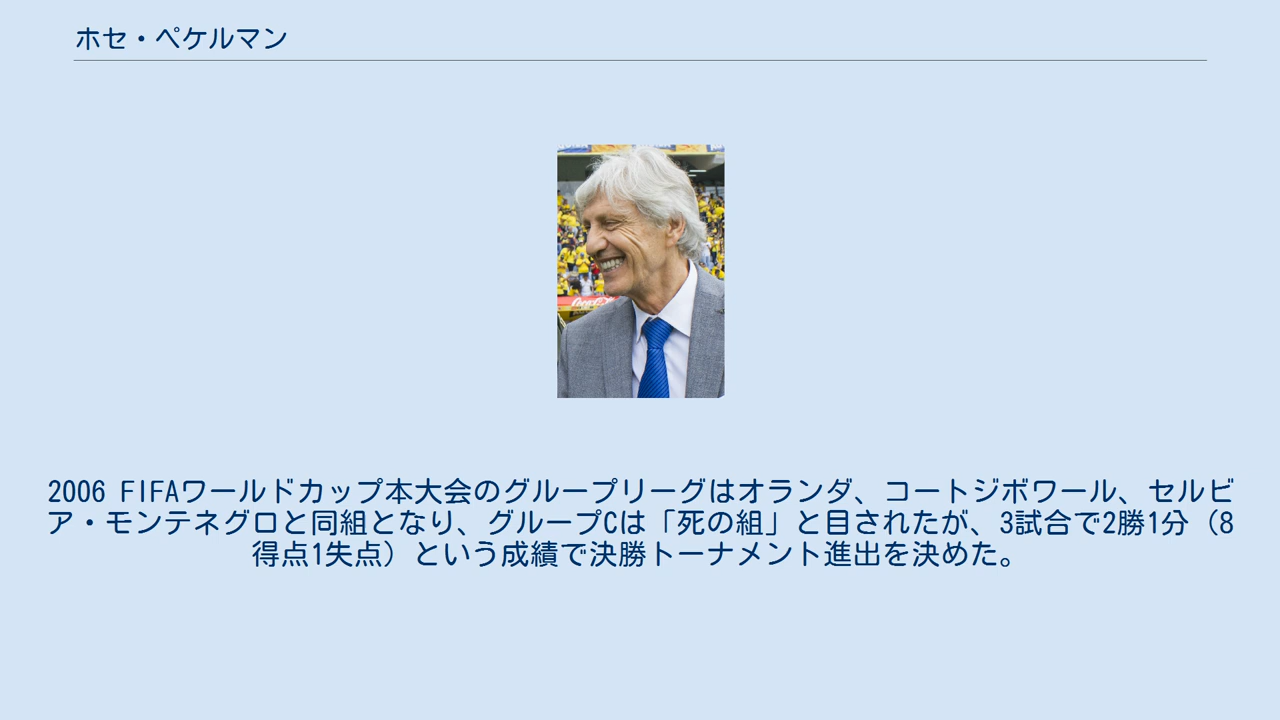 ホセ・ペケルマン
2006 FIFAワールドカップ本大会のグループリーグはオランダ、コートジボワール、セルビ
ア・モンテネグロと同組となり、グループCは「死の組」と目されたが、3試合で2勝1分（8
得点1失点）という成績で決勝トーナメント進出を決めた。